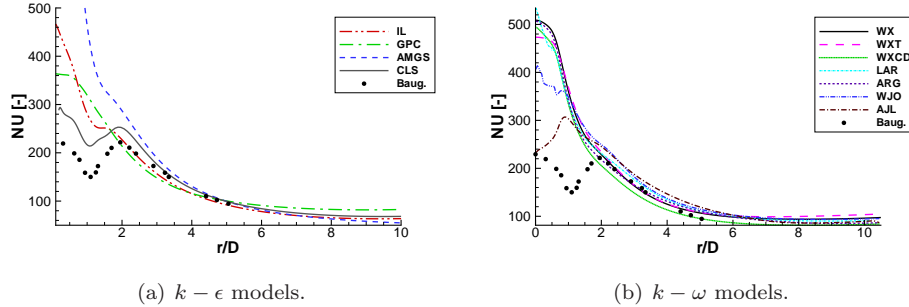 NU [-]
500
400
300
200
100
2
4
6
8
10
r/D
IL
GPC
AMGS
CLS
Baug.
(a) k − ϵ models.
NU [-]
500
400
300
200
100
0
2
4
6
8
10
r/D
WX
WXT
WXCD
LAR
ARG
WJO
AJL
Baug.
(b) k − ω models.